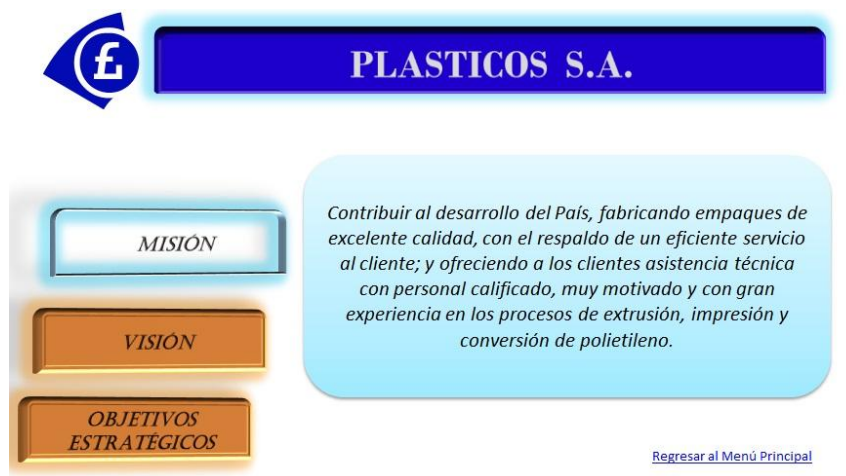 £
PLASTICOS S.A.
MISIÓN
Contribuir al desarrollo del País, fabricando empaques de
excelente calidad, con el respaldo de un eficiente servicio
al cliente; y ofreciendo a los clientes asistencia técnica
con personal calificado, muy motivado y con gran
experiencia en los procesos de extrusión, impresión y
conversión de polietileno.
VISIÓN
OBJETIVOS
ESTRATÉGICOS
Regresar al Menú Principal